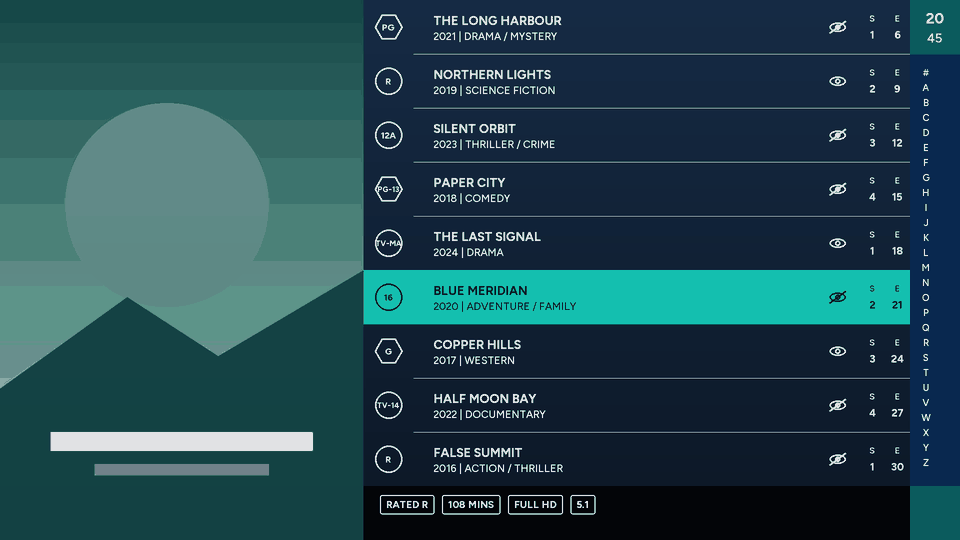 PG
THE LONG HARBOUR
2021 | DRAMA / MYSTERY
S E
1 6
R
NORTHERN LIGHTS
2019 | SCIENCE FICTION
S E
2 9
12A
SILENT ORBIT
2023 | THRILLER / CRIME
S E
3 12
PG-13
PAPER CITY
2018 | COMEDY
S E
4 15
TV-MA
THE LAST SIGNAL
2024 | DRAMA
S E
1 18
16
BLUE MERIDIAN
2020 | ADVENTURE / FAMILY
S E
2 21
G
COPPER HILLS
2017 | WESTERN
S E
3 24
TV-14
HALF MOON BAY
2022 | DOCUMENTARY
S E
4 27
R
FALSE SUMMIT
2016 | ACTION / THRILLER
S E
1 30
RATED R 108 MINS FULL HD 5.1
20
45
#
A
B
C
D
E
F
G
H
I
J
K
L
M
N
O
P
Q
R
S
T
U
V
W
X
Y
Z